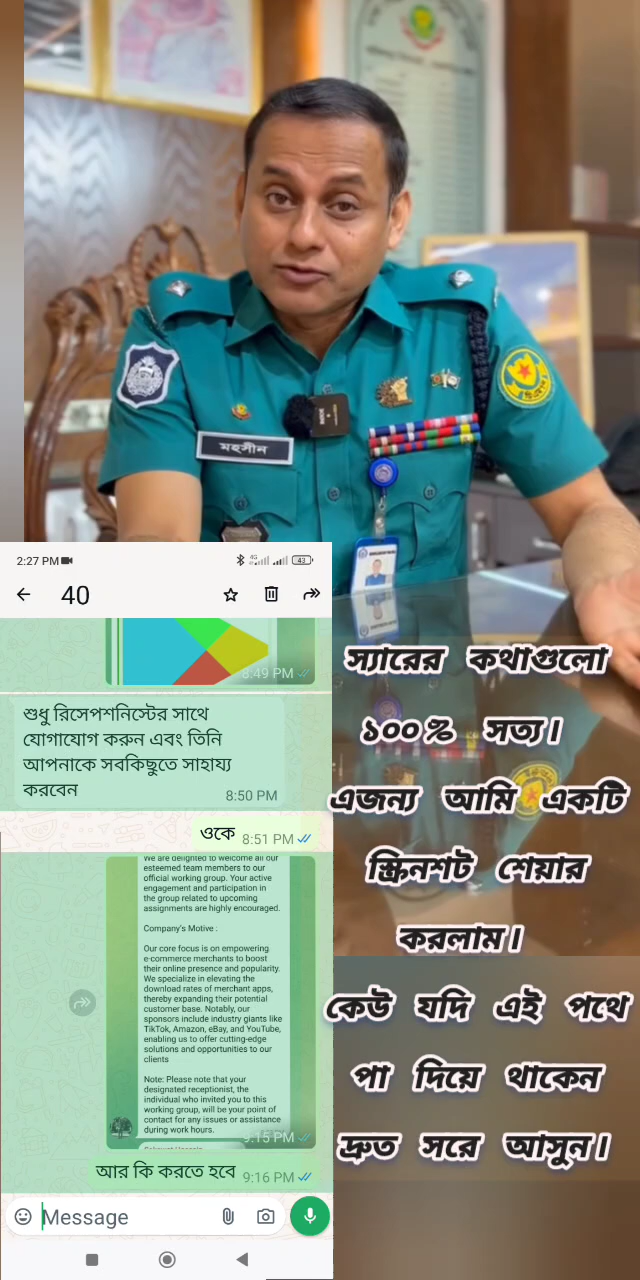 মহসীন
2:27 PM
4G
43
40
8:49 PM
শুধু রিসেপশনিস্টের সাথে
যোগাযোগ করুন এবং তিনি
আপনাকে সবকিছুতে সাহায্য
করবেন
8:50 PM
ওকে 8:51 PM
We are delighted to welcome all our
esteemed team members to our
official working group. Your active
engagement and participation in
the group related to upcoming
assignments are highly encouraged.
Company's Motive :
Our core focus is on empowering
e-commerce merchants to boost
their online presence and popularity.
We specialize in elevating the
download rates of merchant apps,
thereby expanding their potential
customer base. Notably, our
sponsors include industry giants like
TikTok, Amazon, eBay, and YouTube,
enabling us to offer cutting-edge
solutions and opportunities to our
clients
Note: Please note that your
designated receptionist, the
individual who invited you to this
working group, will be your point of
contact for any issues or assistance
during work hours.
9:15 PM
আর কি করতে হবে 9:16 PM
Message
স্যারের কথাগুলো
১০০% সত্য।
এজন্য আমি একটি
স্ক্রিনশট শেয়ার
করলাম।
কেউ যদি এই পথে
পা দিয়ে থাকেন
দ্রুত সরে আসুন।